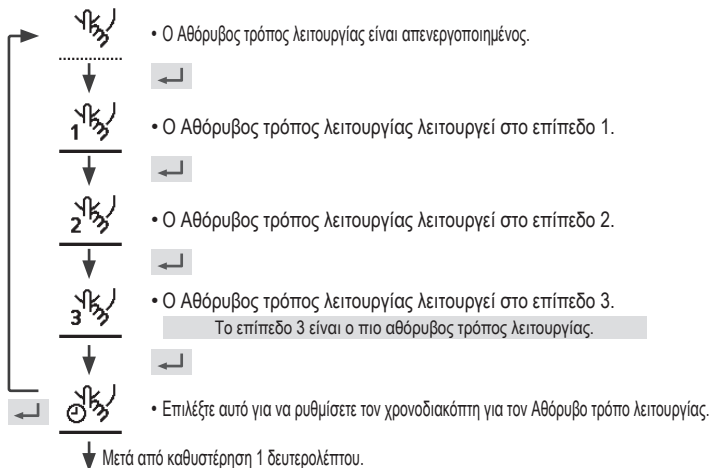 • Ο Αθόρυβος τρόπος λειτουργίας είναι απενεργοποιημένος.
1
• Ο Αθόρυβος τρόπος λειτουργίας λειτουργεί στο επίπεδο 1.
2
• Ο Αθόρυβος τρόπος λειτουργίας λειτουργεί στο επίπεδο 2.
3
• Ο Αθόρυβος τρόπος λειτουργίας λειτουργεί στο επίπεδο 3.
Το επίπεδο 3 είναι ο πιο αθόρυβος τρόπος λειτουργίας.
• Επιλέξτε αυτό για να ρυθμίσετε τον χρονοδιακόπτη για τον Αθόρυβο τρόπο λειτουργίας.
Μετά από καθυστέρηση 1 δευτερολέπτου.